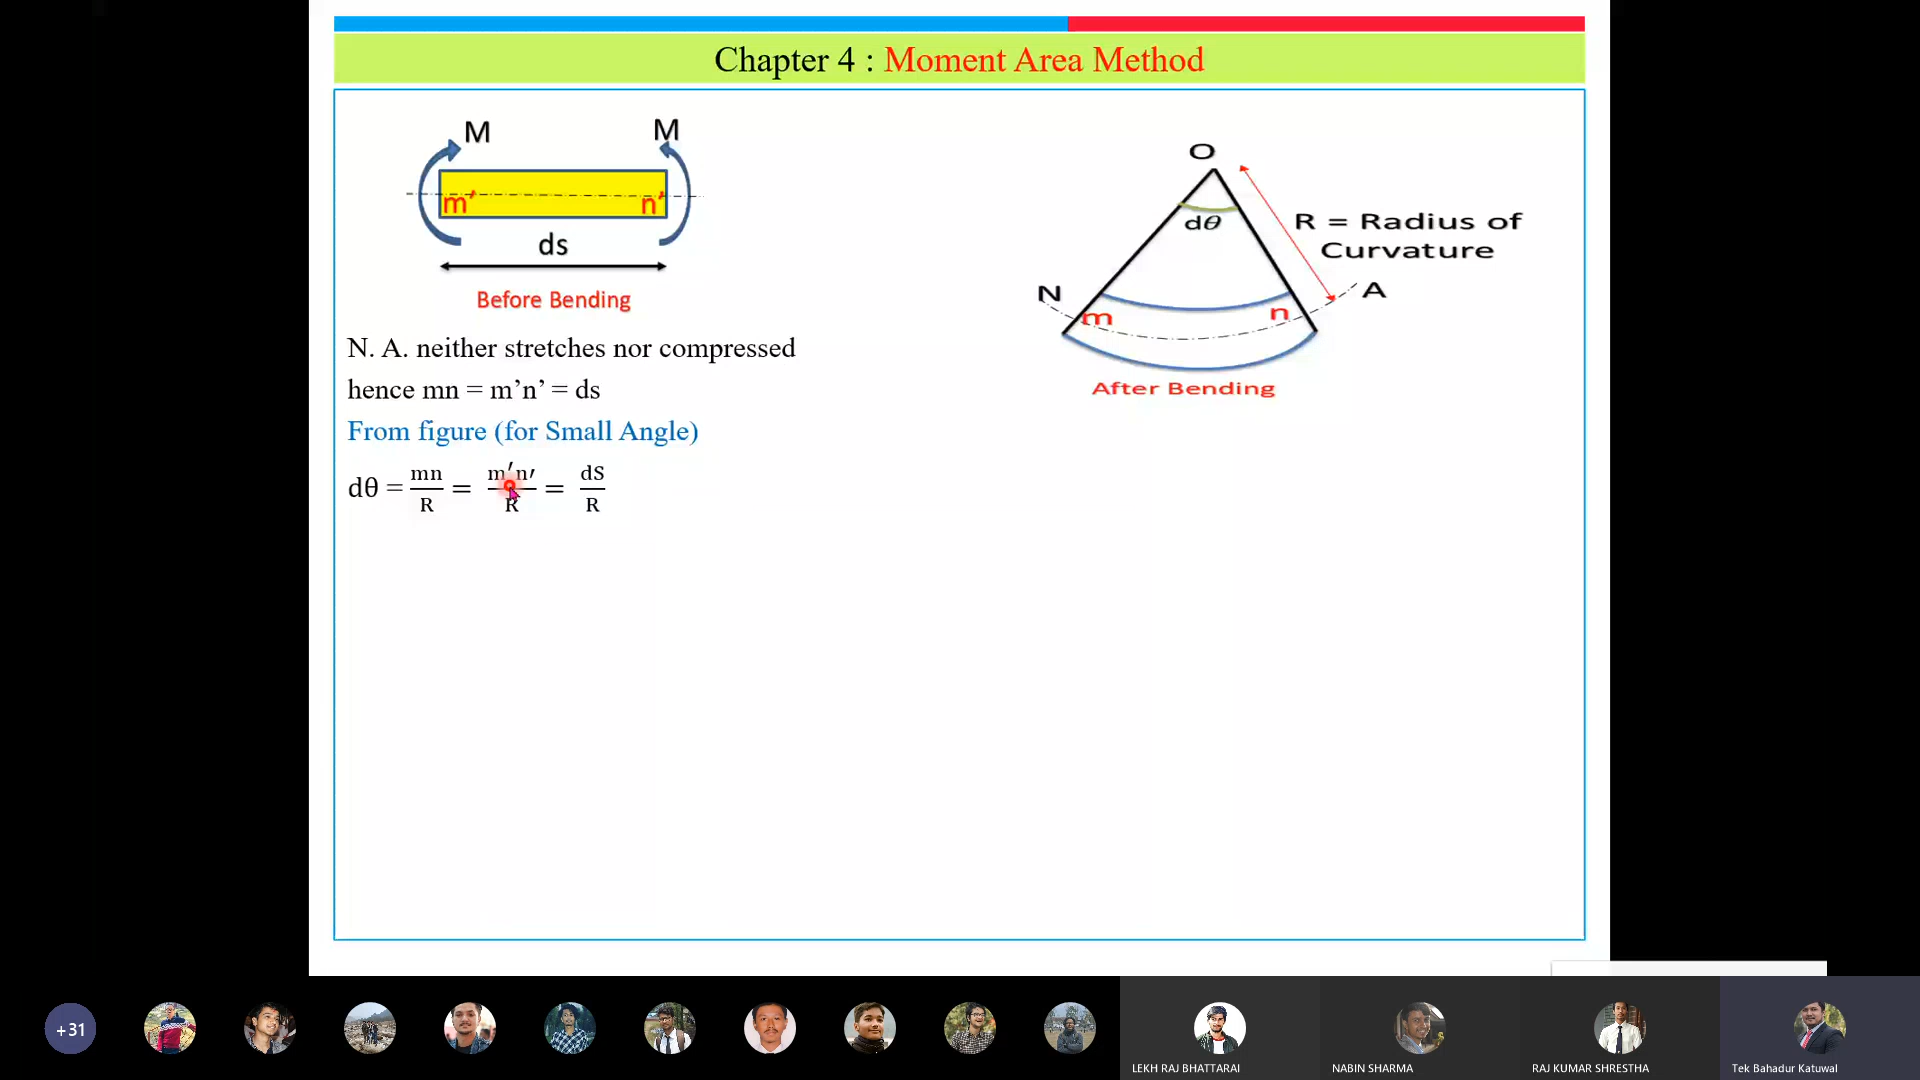 Chapter 4 : Moment Area Method
M M
m’ n’
ds
Before Bending
O
dθ
R = Radius of
Curvature
N A
m n
After Bending
N. A. neither stretches nor compressed
hence mn = m’n’ = ds
From figure (for Small Angle)
dθ = mn/R = m′n′/R = dS/R
+31
LEKH RAJ BHATTARAI
NABIN SHARMA
RAJ KUMAR SHRESTHA
Tek Bahadur Katuwal